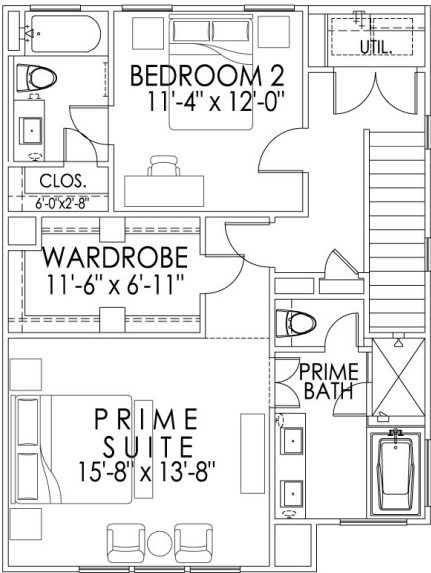 UTIL.
BEDROOM 2
11'-4" x 12'-0"
CLOS.
6'-0"x2'-8"
WARDROBE
11'-6" x 6'-11"
PRIME
BATH
PRIME
SUITE
15'-8" x 13'-8"